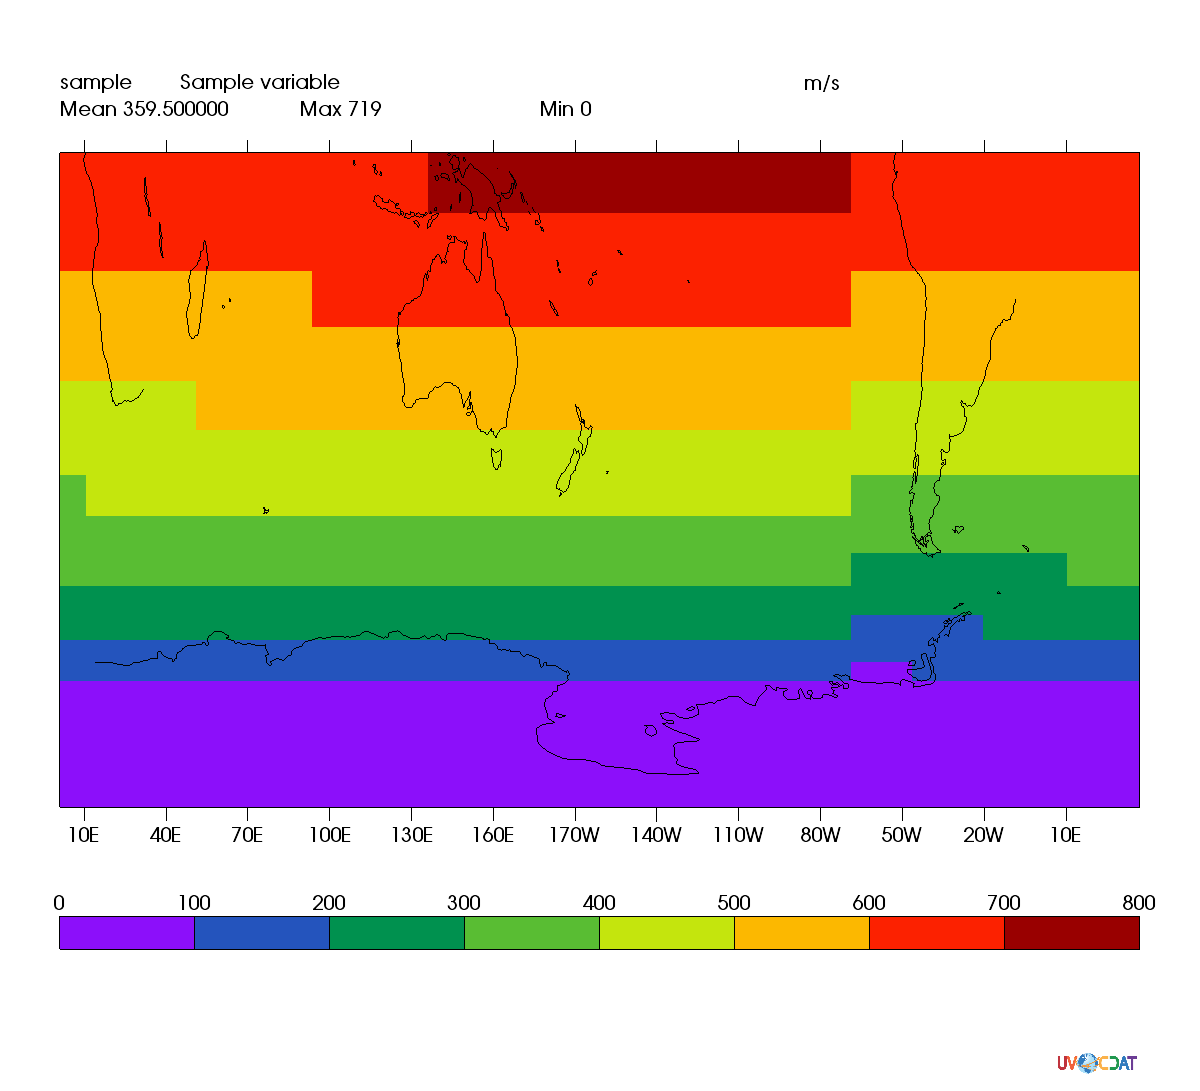 sample Sample variable m/s
Mean 359.500000 Max 719 Min 0
10E 40E 70E 100E 130E 160E 170W 140W 110W 80W 50W 20W 10E
0 100 200 300 400 500 600 700 800
UV CDAT